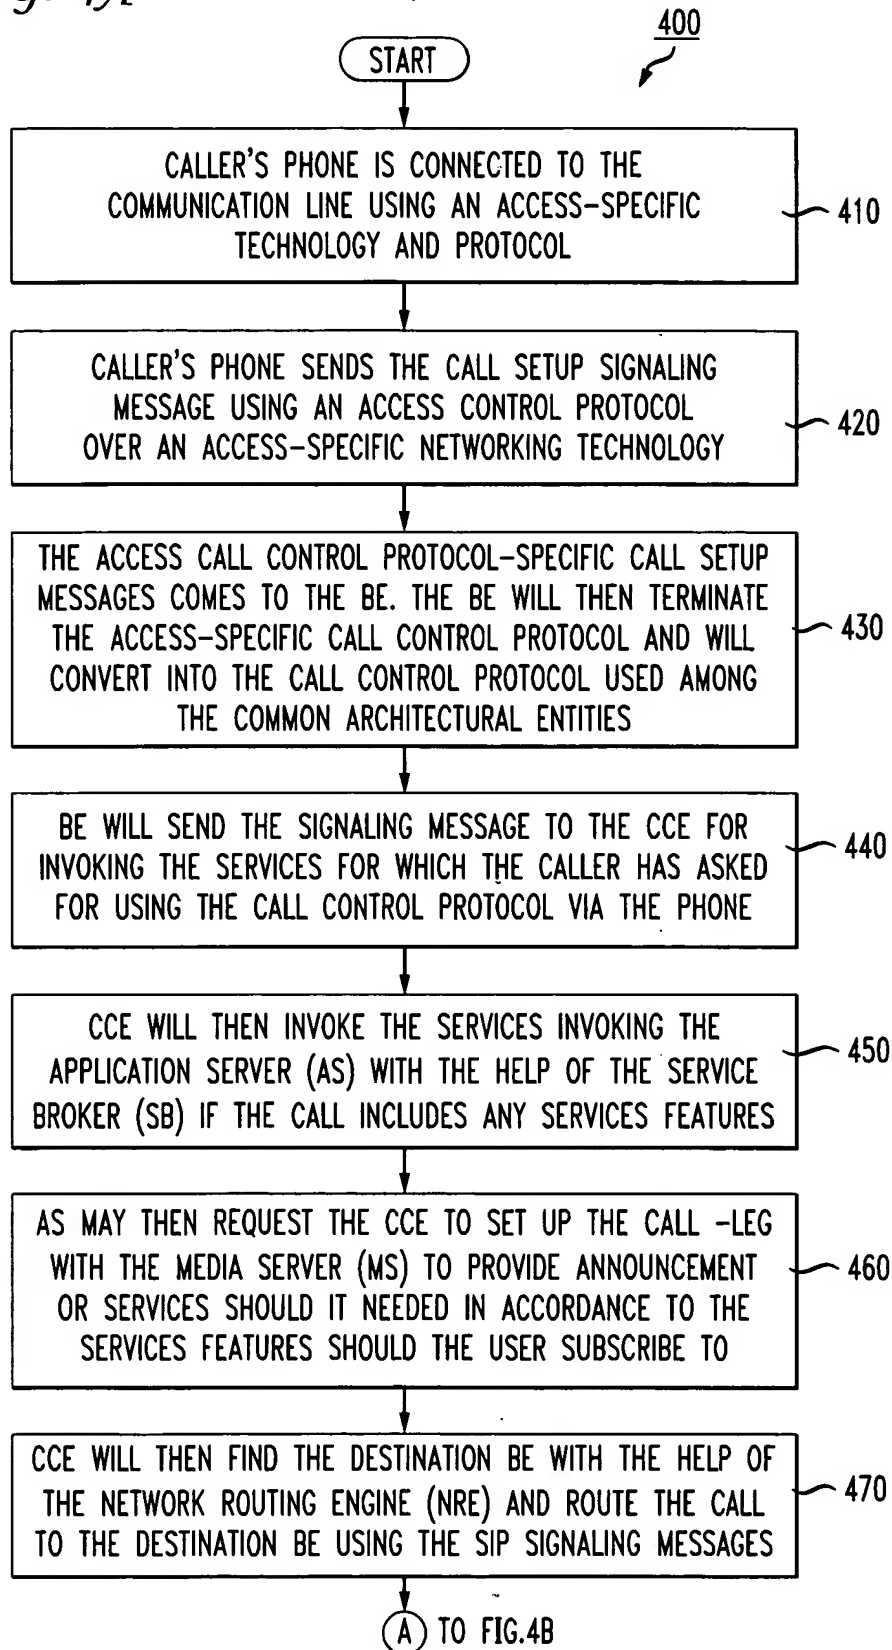 400
START
CALLER'S PHONE IS CONNECTED TO THE
COMMUNICATION LINE USING AN ACCESS-SPECIFIC
TECHNOLOGY AND PROTOCOL
410
CALLER'S PHONE SENDS THE CALL SETUP SIGNALING
MESSAGE USING AN ACCESS CONTROL PROTOCOL
OVER AN ACCESS-SPECIFIC NETWORKING TECHNOLOGY
420
THE ACCESS CALL CONTROL PROTOCOL-SPECIFIC CALL SETUP
MESSAGES COMES TO THE BE. THE BE WILL THEN TERMINATE
THE ACCESS-SPECIFIC CALL CONTROL PROTOCOL AND WILL
CONVERT INTO THE CALL CONTROL PROTOCOL USED AMONG
THE COMMON ARCHITECTURAL ENTITIES
430
BE WILL SEND THE SIGNALING MESSAGE TO THE CCE FOR
INVOKING THE SERVICES FOR WHICH THE CALLER HAS ASKED
FOR USING THE CALL CONTROL PROTOCOL VIA THE PHONE
440
CCE WILL THEN INVOKE THE SERVICES INVOKING THE
APPLICATION SERVER (AS) WITH THE HELP OF THE SERVICE
BROKER (SB) IF THE CALL INCLUDES ANY SERVICES FEATURES
450
AS MAY THEN REQUEST THE CCE TO SET UP THE CALL -LEG
WITH THE MEDIA SERVER (MS) TO PROVIDE ANNOUNCEMENT
OR SERVICES SHOULD IT NEEDED IN ACCORDANCE TO THE
SERVICES FEATURES SHOULD THE USER SUBSCRIBE TO
460
CCE WILL THEN FIND THE DESTINATION BE WITH THE HELP OF
THE NETWORK ROUTING ENGINE (NRE) AND ROUTE THE CALL
TO THE DESTINATION BE USING THE SIP SIGNALING MESSAGES
470
A TO FIG.4B